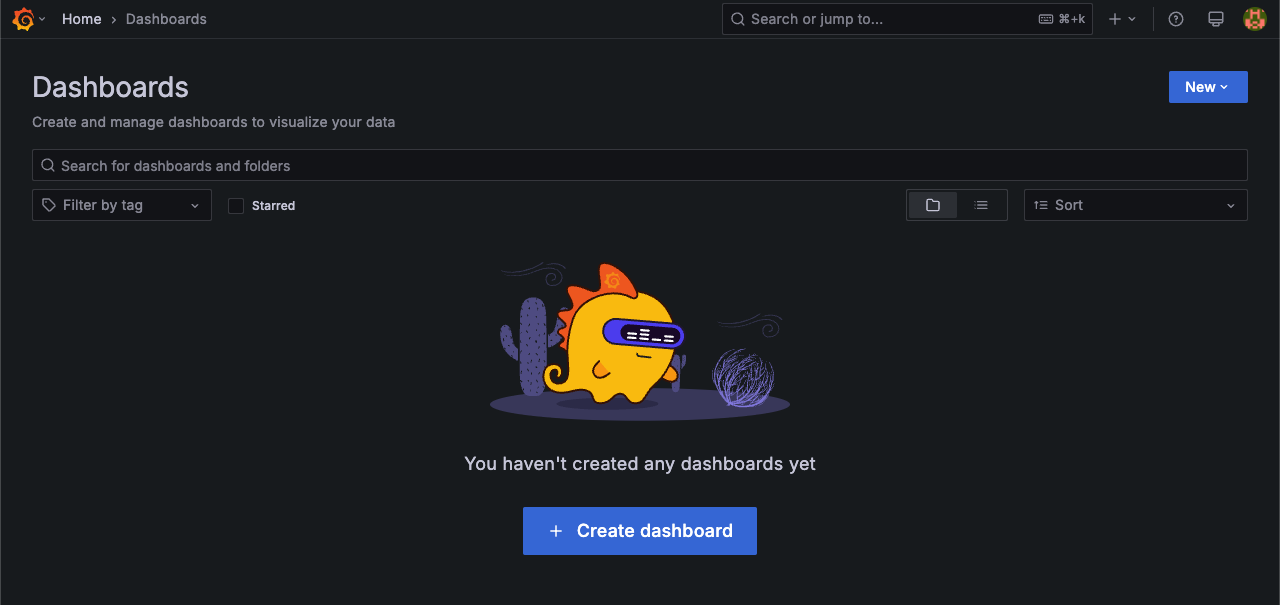 Home › Dashboards
Search or jump to...
⌘+k
Dashboards
New
Create and manage dashboards to visualize your data
Search for dashboards and folders
Filter by tag
Starred
Sort
You haven't created any dashboards yet
+ Create dashboard